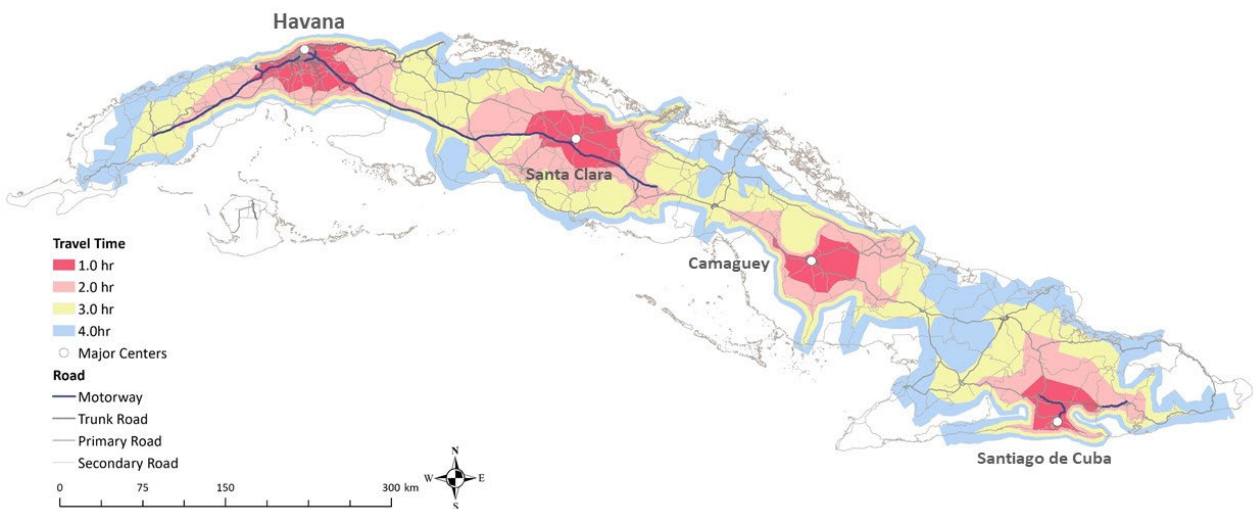 Havana
Santa Clara
Camaguey
Santiago de Cuba
Travel Time
1.0 hr
2.0 hr
3.0 hr
4.0hr
Major Centers
Road
Motorway
Trunk Road
Primary Road
Secondary Road
0 75 150 300 km
N
W E
S